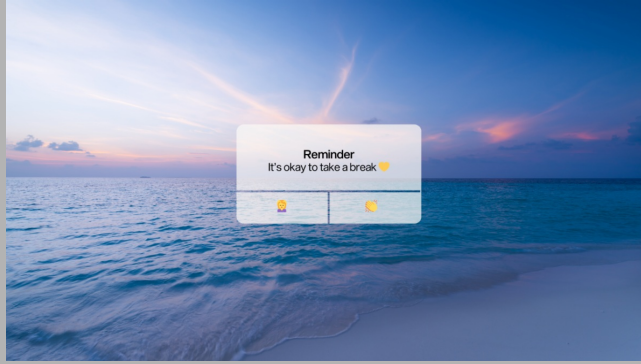 Reminder
It's okay to take a break 💛